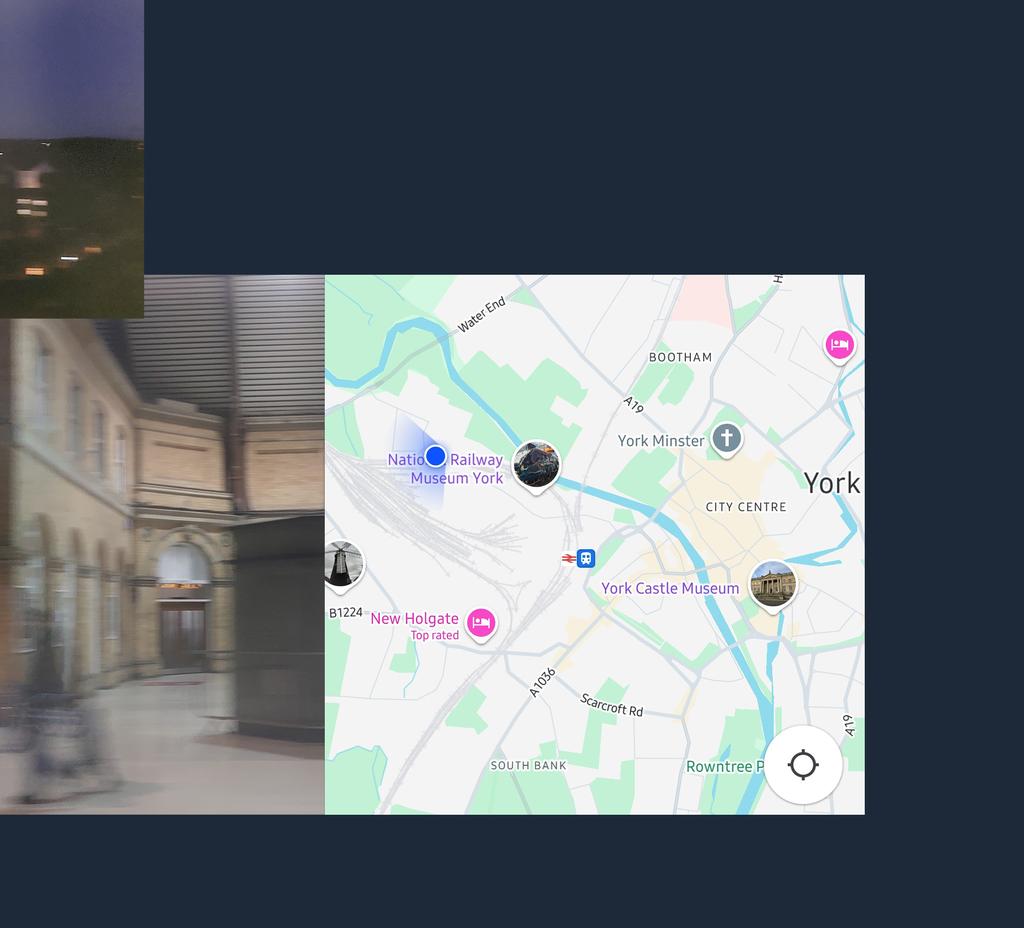 H
Water End
BOOTHAM
A19
York Minster
Natio Railway
Museum York
York
CITY CENTRE
York Castle Museum
B1224
New Holgate
Top rated
A1036
Scarcroft Rd
A19
SOUTH BANK
Rowntree P